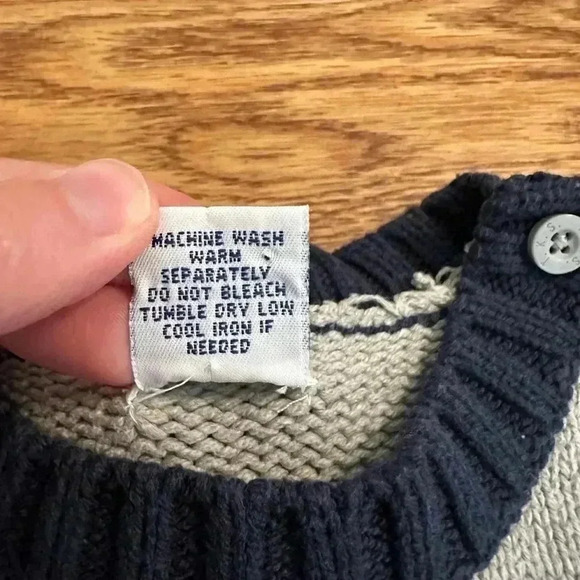 MACHINE WASH
WARM
SEPARATELY
DO NOT BLEACH
TUMBLE DRY LOW
COOL IRON IF
NEEDED